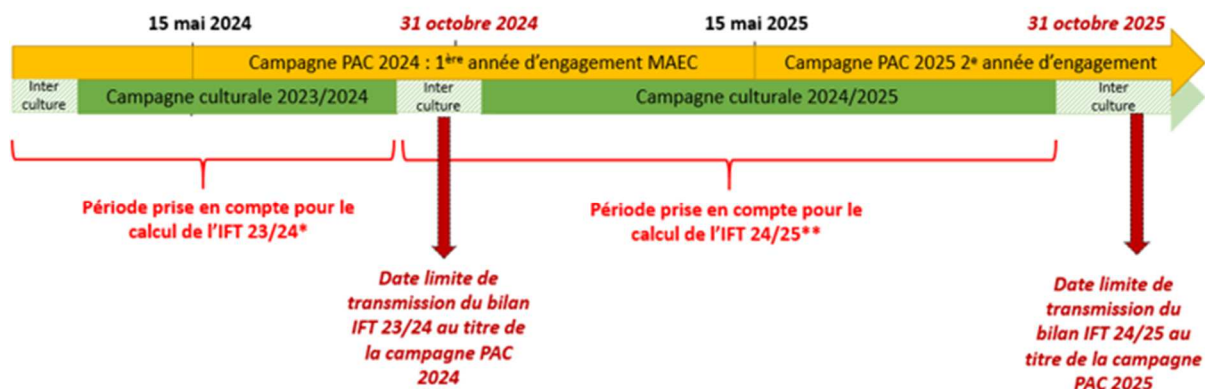 15 mai 2024
31 octobre 2024
15 mai 2025
31 octobre 2025
Campagne PAC 2024 : 1ère année d'engagement MAEC
Campagne PAC 2025 2e année d'engagement
Inter
culture
Campagne culturale 2023/2024
Inter
culture
Campagne culturale 2024/2025
Inter
culture
Période prise en compte pour le
calcul de l'IFT 23/24*
Période prise en compte pour le
calcul de l'IFT 24/25**
Date limite de
transmission du bilan
IFT 23/24 au titre de
la campagne PAC
2024
Date limite de
transmission du
bilan IFT 24/25 au
titre de la campagne
PAC 2025